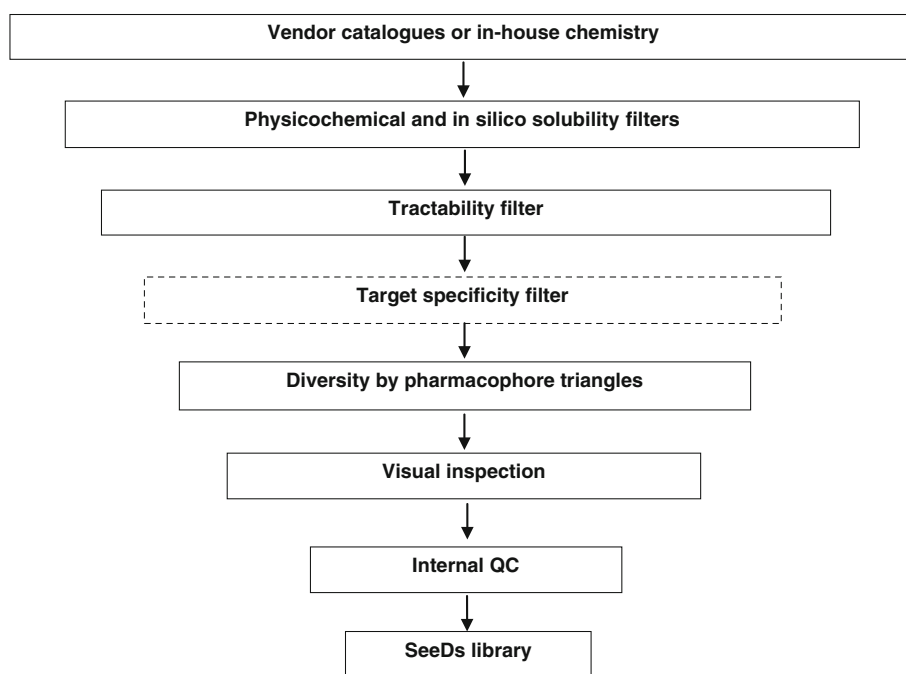 Vendor catalogues or in-house chemistry
Physicochemical and in silico solubility filters
Tractability filter
Target specificity filter
Diversity by pharmacophore triangles
Visual inspection
Internal QC
SeeDs library